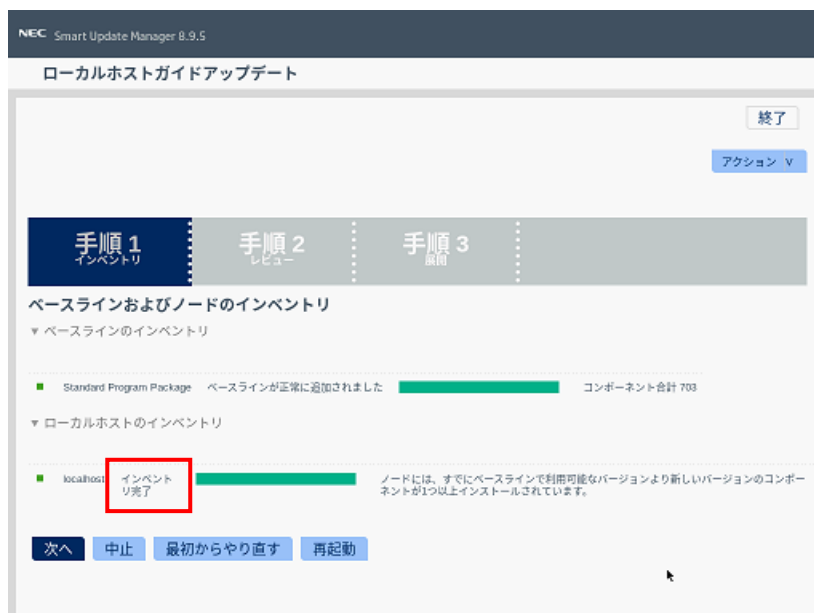 NEC Smart Update Manager 8.9.5
ローカルホストガイドアップデート
終了
アクション ∨
手順 1
インベントリ
手順 2
レビュー
手順 3
展開
ベースラインおよびノードのインベントリ
▼ ベースラインのインベントリ
Standard Program Package ベースラインが正常に追加されました コンポーネント合計 703
▼ ローカルホストのインベントリ
localhost インベント
リ完了
ノードには、すでにベースラインで利用可能なバージョンより新しいバージョンのコンポー
ネントが1つ以上インストールされています。
次へ 中止 最初からやり直す 再起動